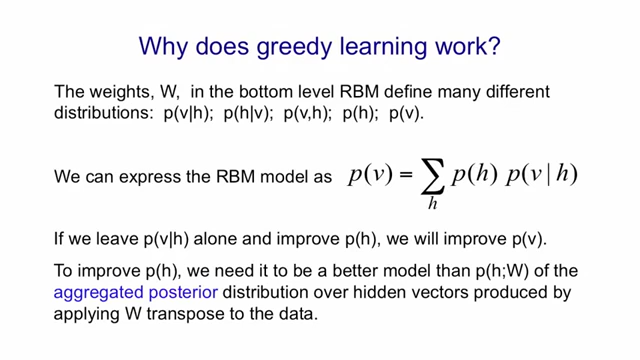 Why does greedy learning work?
The weights, W, in the bottom level RBM define many different
distributions: p(v|h); p(h|v); p(v,h); p(h); p(v).
We can express the RBM model as p(v) = ∑ p(h) p(v | h)
h
If we leave p(v|h) alone and improve p(h), we will improve p(v).
To improve p(h), we need it to be a better model than p(h;W) of the
aggregated posterior distribution over hidden vectors produced by
applying W transpose to the data.